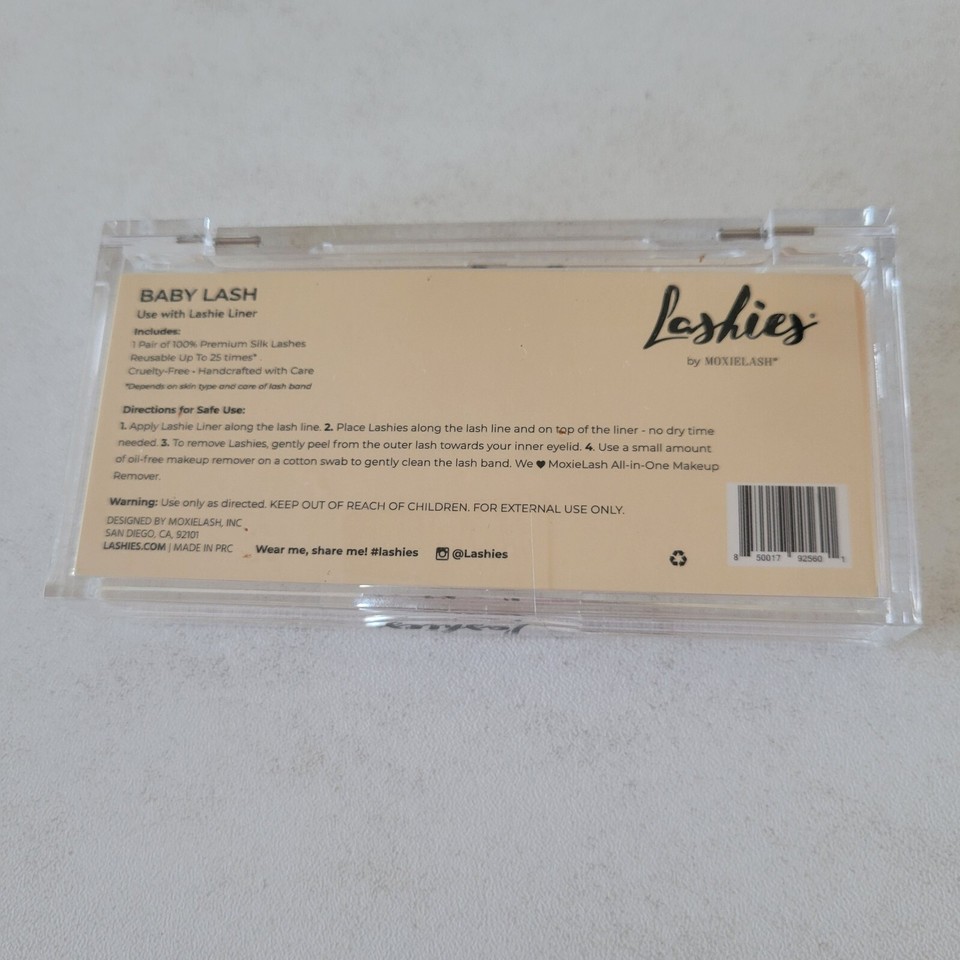 BABY LASH
Use with Lashie Liner
Includes:
1 Pair of 100% Premium Silk Lashes
Reusable Up To 25 times*
Cruelty-Free - Handcrafted with Care
*Depends on skin type and care of lash band
Lashies®
by MOXIELASH®
Directions for Safe Use:
1. Apply Lashie Liner along the lash line. 2. Place Lashies along the lash line and on top of the liner - no dry time
needed. 3. To remove Lashies, gently peel from the outer lash towards your inner eyelid. 4. Use a small amount
of oil-free makeup remover on a cotton swab to gently clean the lash band. We ♥ MoxieLash All-in-One Makeup
Remover.
Warning: Use only as directed. KEEP OUT OF REACH OF CHILDREN. FOR EXTERNAL USE ONLY.
DESIGNED BY MOXIELASH, INC
SAN DIEGO, CA, 92101
LASHIES.COM | MADE IN PRC
Wear me, share me! #lashies @Lashies
8 50017 92560 1